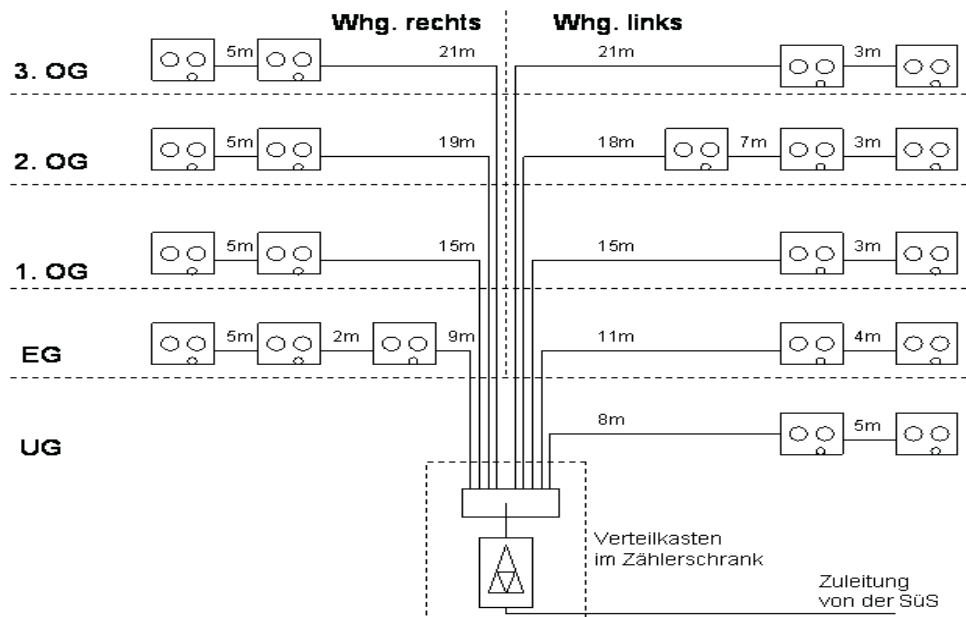 Whg. rechts
Whg. links
3. OG
5m
21m
21m
3m
2. OG
5m
19m
18m
7m
3m
1. OG
5m
15m
15m
3m
EG
5m
2m
9m
11m
4m
UG
8m
5m
Verteilkasten
im Zählerschrank
Zuleitung
von der SüS